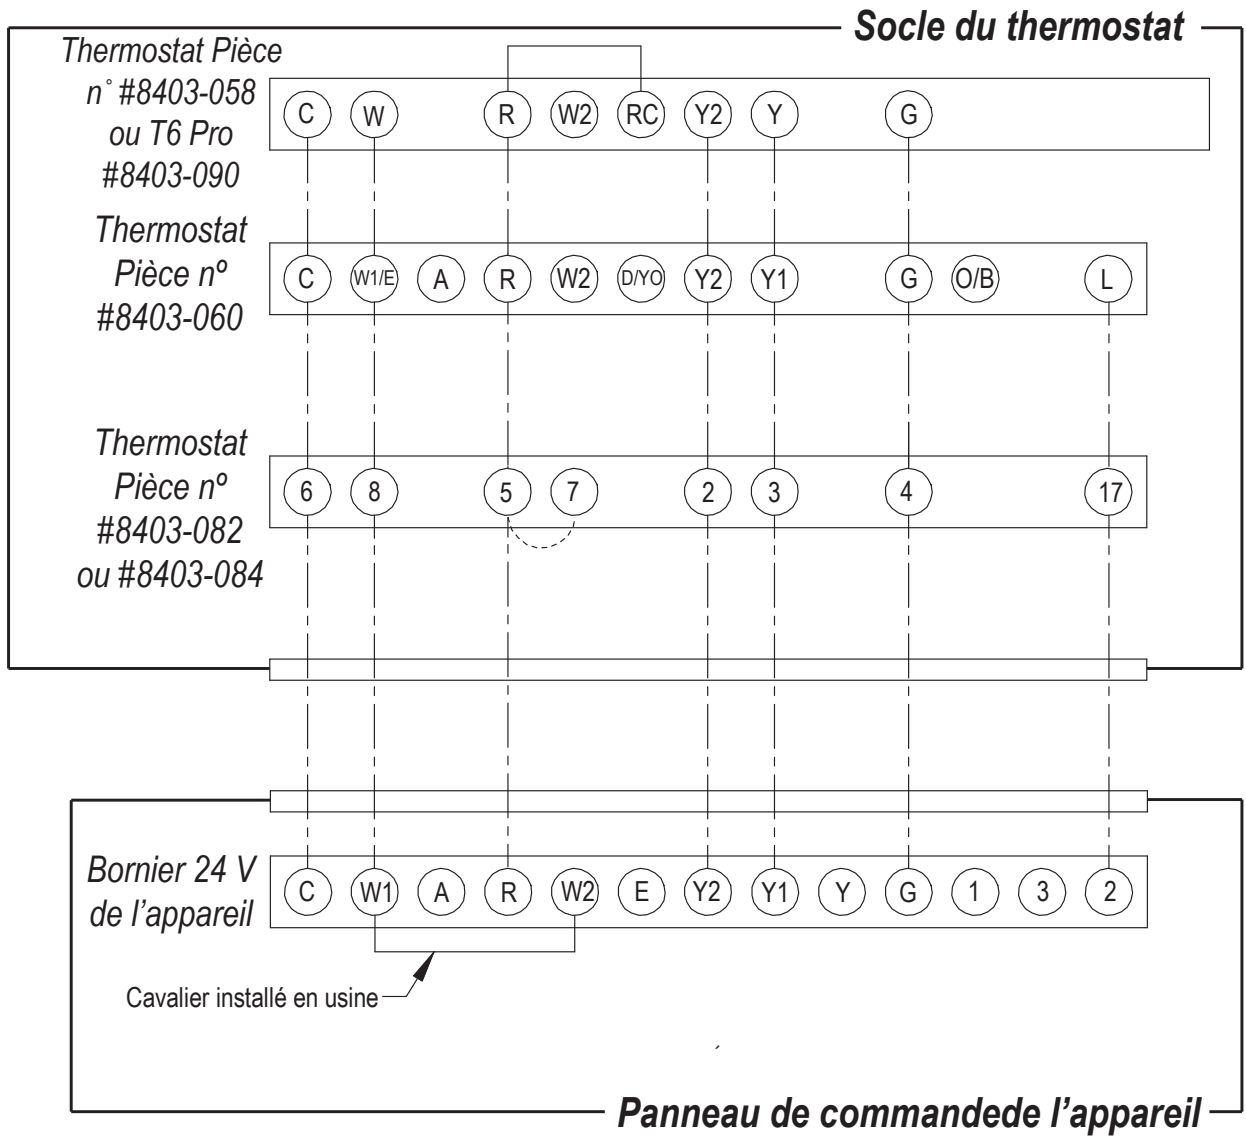 Socle du thermostat
Thermostat Pièce
n° #8403-058
ou T6 Pro
#8403-090
C W R W2 RC Y2 Y G
Thermostat
Pièce nº
#8403-060
C W1/E A R W2 D/YO Y2 Y1 G O/B L
Thermostat
Pièce nº
#8403-082
ou #8403-084
6 8 5 7 2 3 4 17
Bornier 24 V
de l'appareil
C W1 A R W2 E Y2 Y1 Y G 1 3 2
Cavalier installé en usine
Panneau de commandede l'appareil